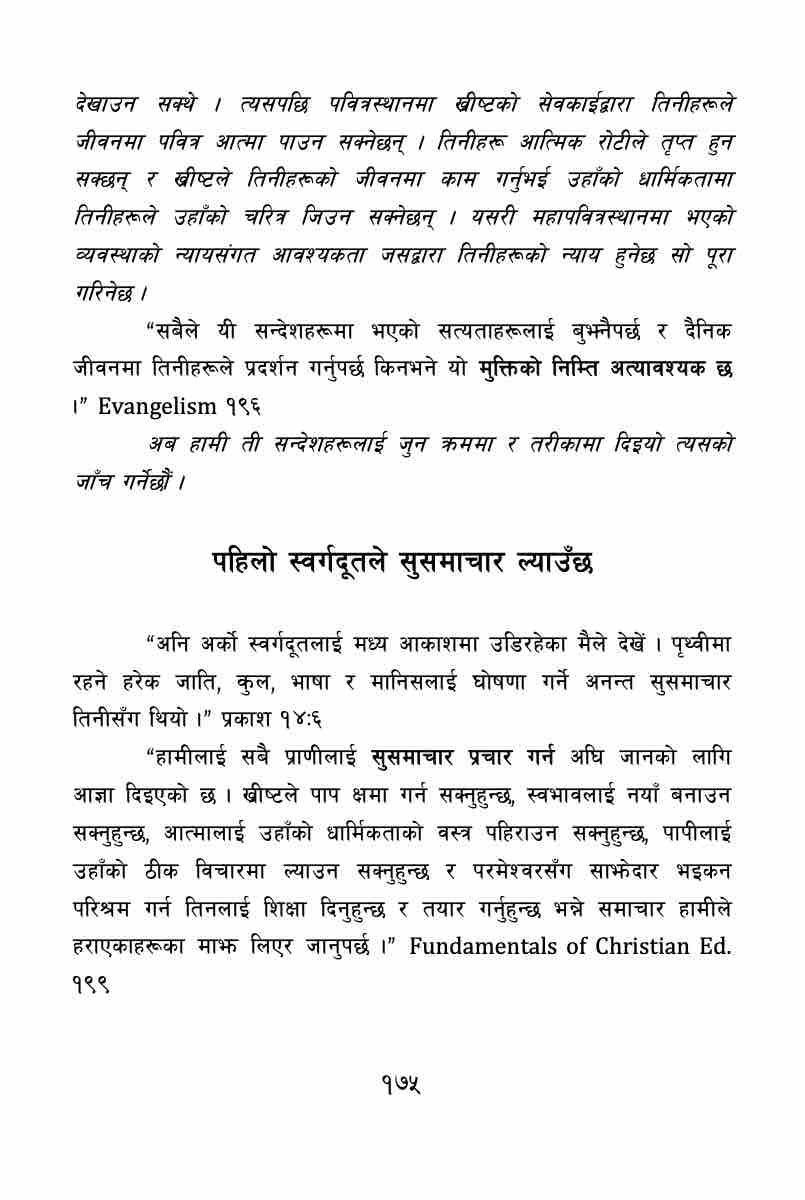 देखाउन सक्थे । त्यसपछि पवित्रस्थानमा ख्रीष्टको सेवकाईद्वारा तिनीहरूले
जीवनमा पवित्र आत्मा पाउन सक्नेछन् । तिनीहरू आत्मिक रोटीले तृप्त हुन
सक्छन् र ख्रीष्टले तिनीहरूको जीवनमा काम गर्नुभई उहाँको धार्मिकतामा
तिनीहरूले उहाँको चरित्र जिउन सक्नेछन् । यसरी महापवित्रस्थानमा भएको
व्यवस्थाको न्यायसंगत आवश्यकता जसद्वारा तिनीहरूको न्याय हुनेछ सो पूरा
गरिनेछ ।
“सबैले यी सन्देशहरूमा भएको सत्यताहरूलाई बुझ्नैपर्छ र दैनिक
जीवनमा तिनीहरूले प्रदर्शन गर्नुपर्छ किनभने यो मुक्तिको निम्ति अत्यावश्यक छ
।” Evangelism १९६
अब हामी ती सन्देशहरूलाई जुन क्रममा र तरीकामा दिइयो त्यसको
जाँच गर्नेछौं ।
पहिलो स्वर्गदूतले सुसमाचार ल्याउँछ
“अनि अर्को स्वर्गदूतलाई मध्य आकाशमा उडिरहेका मैले देखें । पृथ्वीमा
रहने हरेक जाति, कुल, भाषा र मानिसलाई घोषणा गर्ने अनन्त सुसमाचार
तिनीसँग थियो ।” प्रकाश १४:६
“हामीलाई सबै प्राणीलाई सुसमाचार प्रचार गर्न अघि जानको लागि
आज्ञा दिइएको छ । ख्रीष्टले पाप क्षमा गर्न सक्नुहुन्छ, स्वभावलाई नयाँ बनाउन
सक्नुहुन्छ, आत्मालाई उहाँको धार्मिकताको वस्त्र पहिराउन सक्नुहुन्छ, पापीलाई
उहाँको ठीक विचारमा ल्याउन सक्नुहुन्छ र परमेश्वरसँग साझेदार भइकन
परिश्रम गर्न तिनलाई शिक्षा दिनुहुन्छ र तयार गर्नुहुन्छ भन्ने समाचार हामीले
हराएकाहरूका माझ लिएर जानुपर्छ ।” Fundamentals of Christian Ed.
१९९
१७५